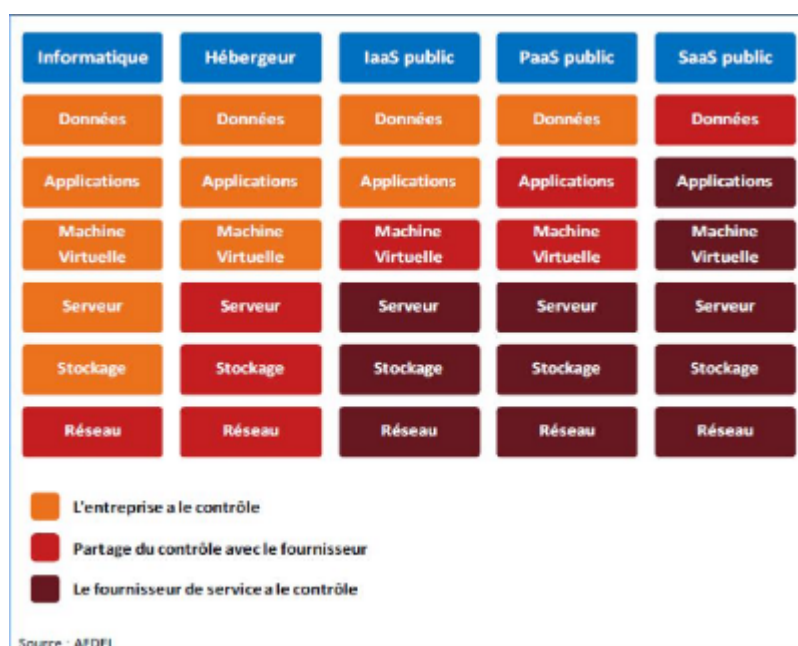 Informatique Hébergeur IaaS public PaaS public SaaS public
Données Données Données Données Données
Applications Applications Applications Applications Applications
Machine Machine Machine Machine Machine
Virtuelle Virtuelle Virtuelle Virtuelle Virtuelle
Serveur Serveur Serveur Serveur Serveur
Stockage Stockage Stockage Stockage Stockage
Réseau Réseau Réseau Réseau Réseau
L'entreprise a le contrôle
Partage du contrôle avec le fournisseur
Le fournisseur de service a le contrôle
Source :